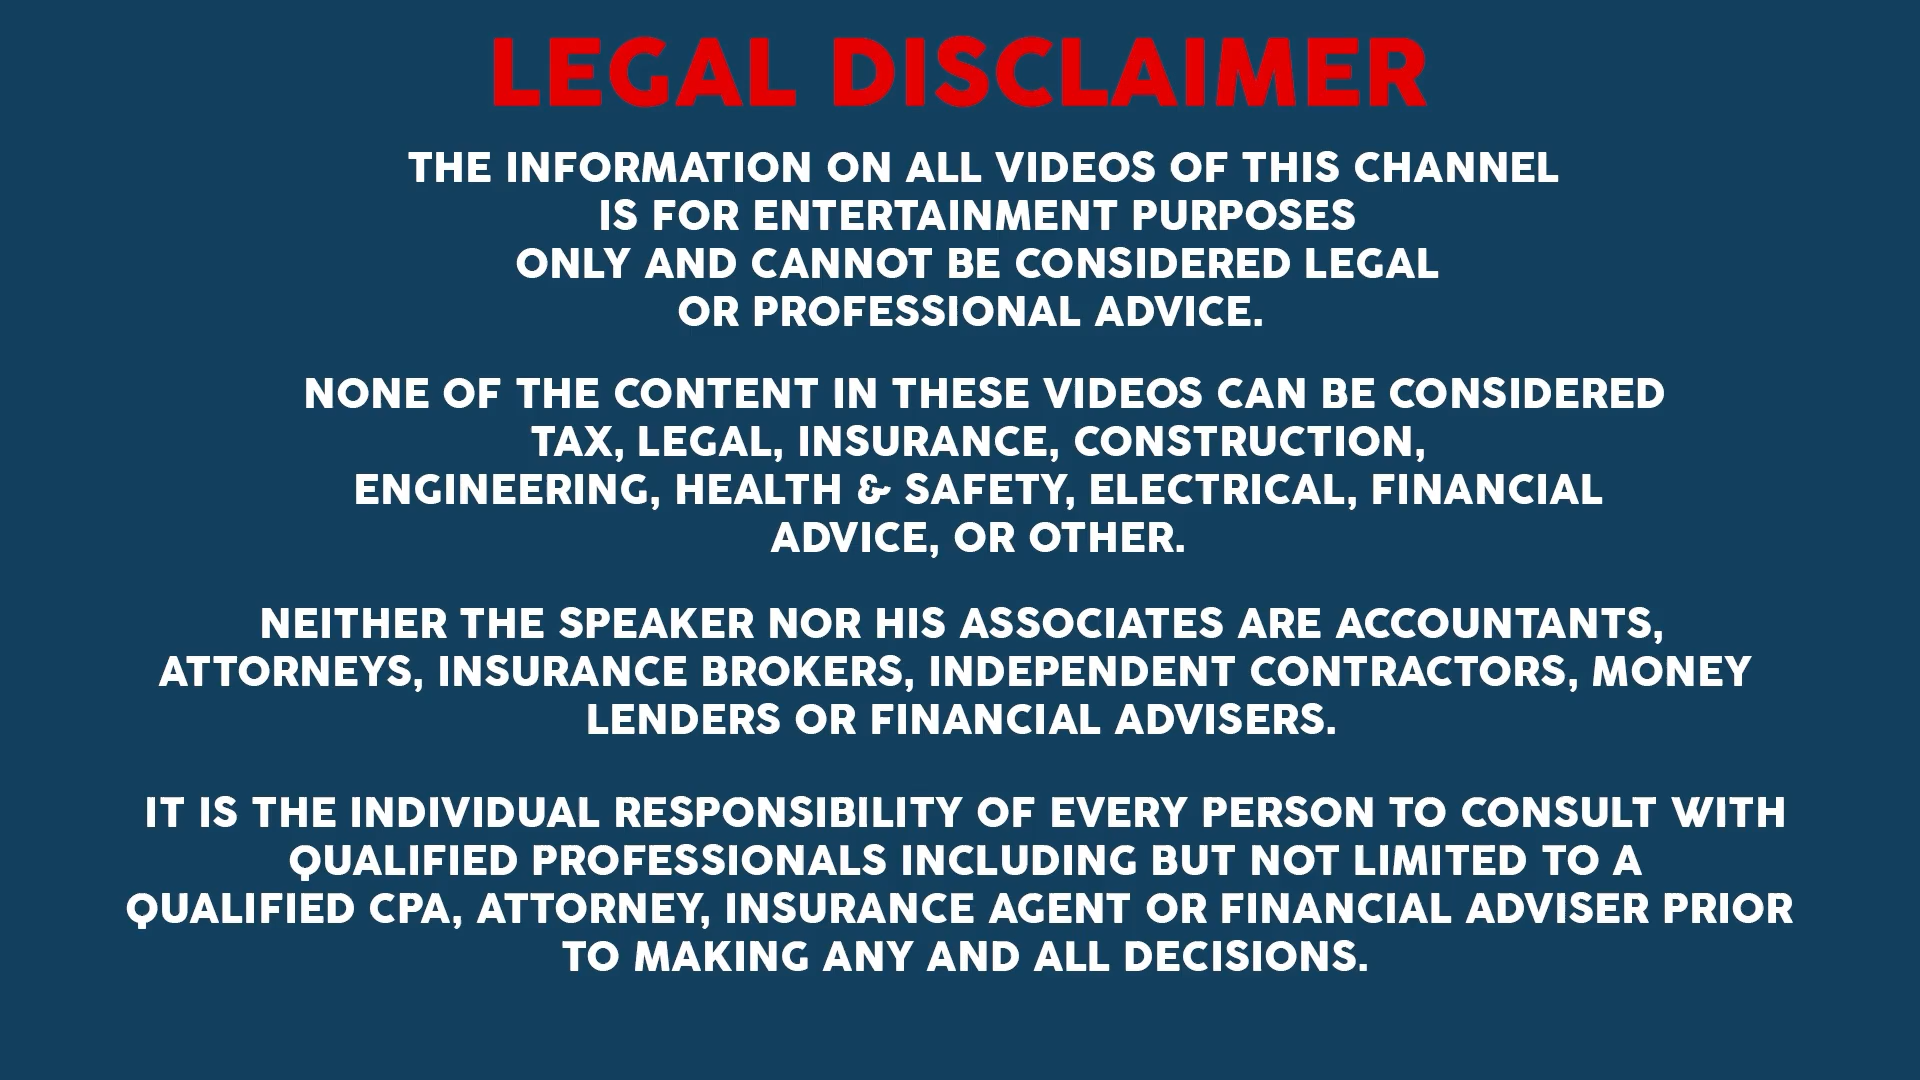 LEGAL DISCLAIMER
THE INFORMATION ON ALL VIDEOS OF THIS CHANNEL
IS FOR ENTERTAINMENT PURPOSES
ONLY AND CANNOT BE CONSIDERED LEGAL
OR PROFESSIONAL ADVICE.
NONE OF THE CONTENT IN THESE VIDEOS CAN BE CONSIDERED
TAX, LEGAL, INSURANCE, CONSTRUCTION,
ENGINEERING, HEALTH & SAFETY, ELECTRICAL, FINANCIAL
ADVICE, OR OTHER.
NEITHER THE SPEAKER NOR HIS ASSOCIATES ARE ACCOUNTANTS,
ATTORNEYS, INSURANCE BROKERS, INDEPENDENT CONTRACTORS, MONEY
LENDERS OR FINANCIAL ADVISERS.
IT IS THE INDIVIDUAL RESPONSIBILITY OF EVERY PERSON TO CONSULT WITH
QUALIFIED PROFESSIONALS INCLUDING BUT NOT LIMITED TO A
QUALIFIED CPA, ATTORNEY, INSURANCE AGENT OR FINANCIAL ADVISER PRIOR
TO MAKING ANY AND ALL DECISIONS.